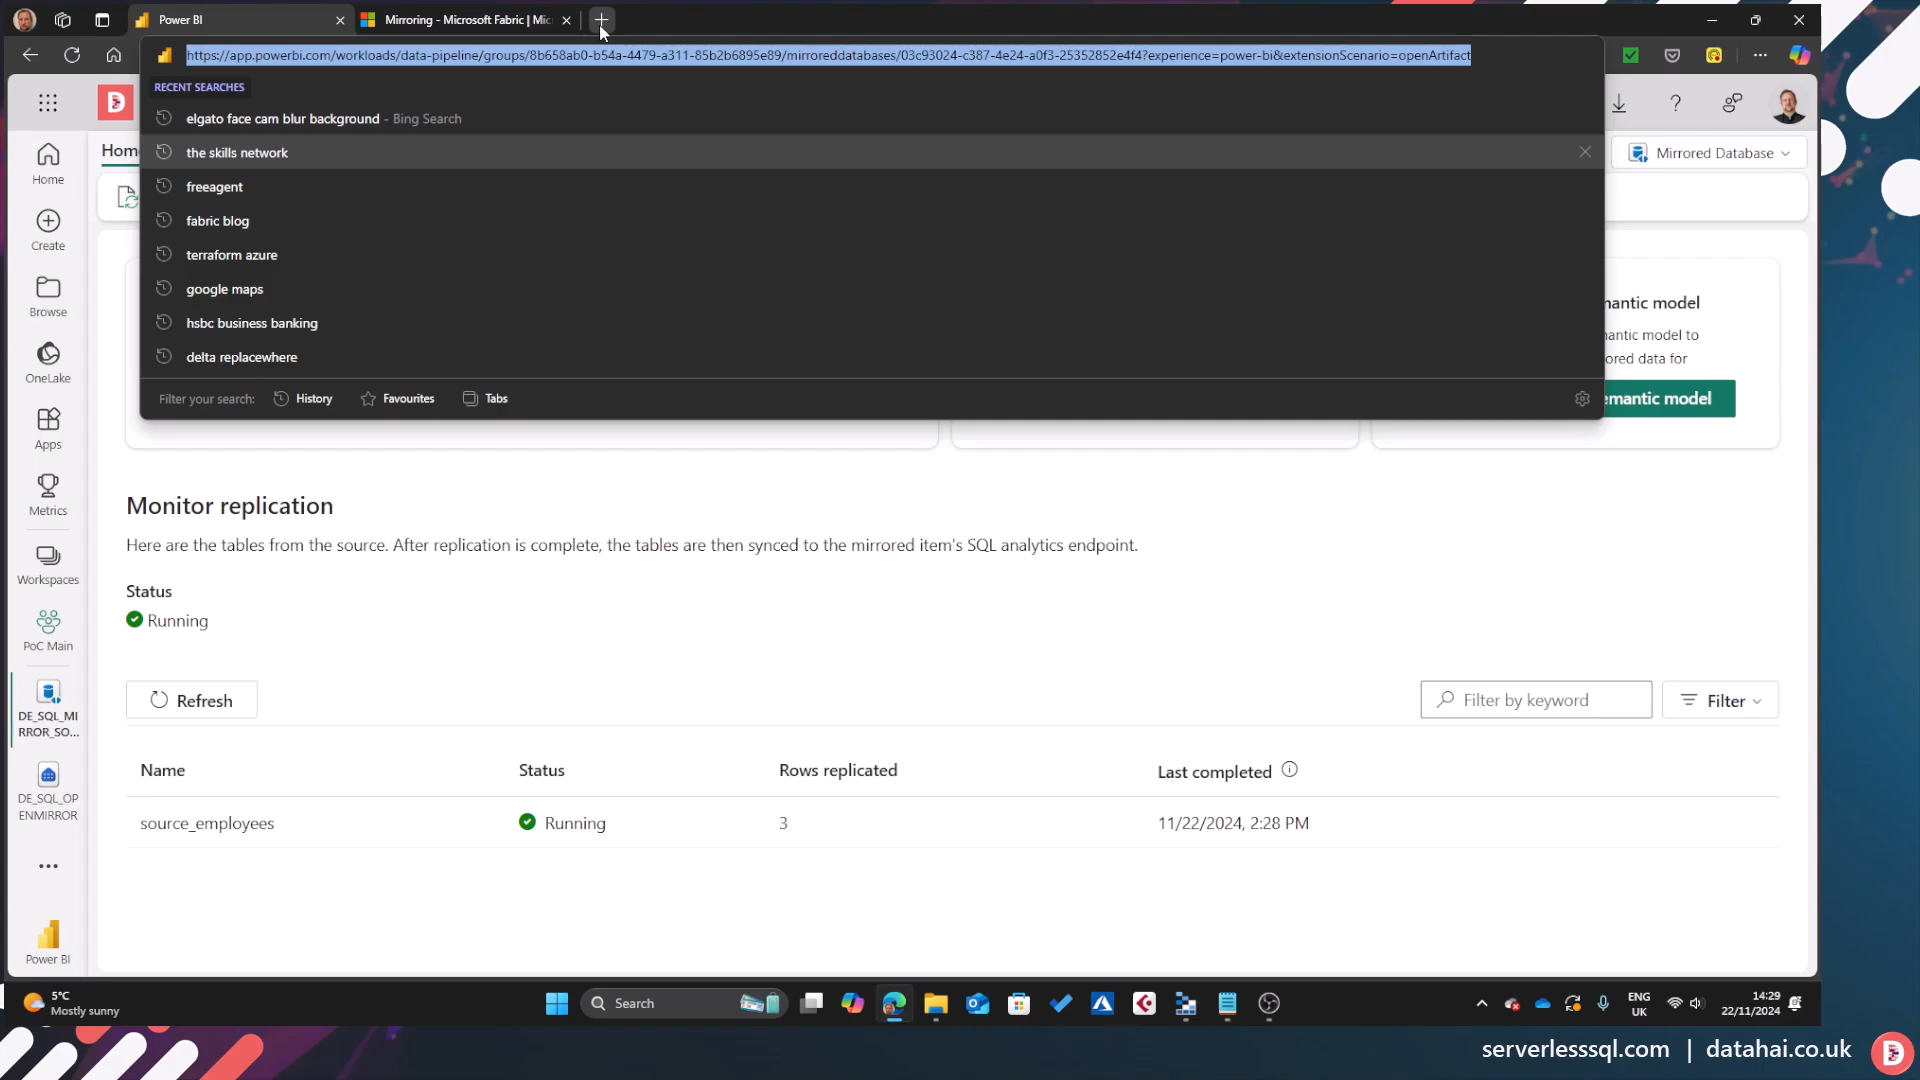 Power BI
Mirroring - Microsoft Fabric | Mic
https://app.powerbi.com/workloads/data-pipeline/groups/8b658ab0-b54a-4479-a311-85b2b6895e89/mirroreddatabases/03c93024-c387-4e24-a0f3-25352852e4f4?experience=power-bi&extensionScenario=openArtifact
RECENT SEARCHES
elgato face cam blur background - Bing Search
the skills network
freeagent
fabric blog
terraform azure
google maps
hsbc business banking
delta replacewhere
Filter your search:
History
Favourites
Tabs
Hom
Mirrored Database
Home
Create
Browse
OneLake
Apps
Metrics
Workspaces
PoC Main
DE_SQL_MI
RROR_SO...
DE_SQL_OP
ENMIRROR
Power BI
nantic model
nantic model to
ored data for
emantic model
Monitor replication
Here are the tables from the source. After replication is complete, the tables are then synced to the mirrored item's SQL analytics endpoint.
Status
Running
Refresh
Filter by keyword
Filter
Name Status Rows replicated Last completed
source_employees Running 3 11/22/2024, 2:28 PM
5°C
Mostly sunny
Search
ENG
UK
14:29
22/11/2024
serverlesssql.com | datahai.co.uk